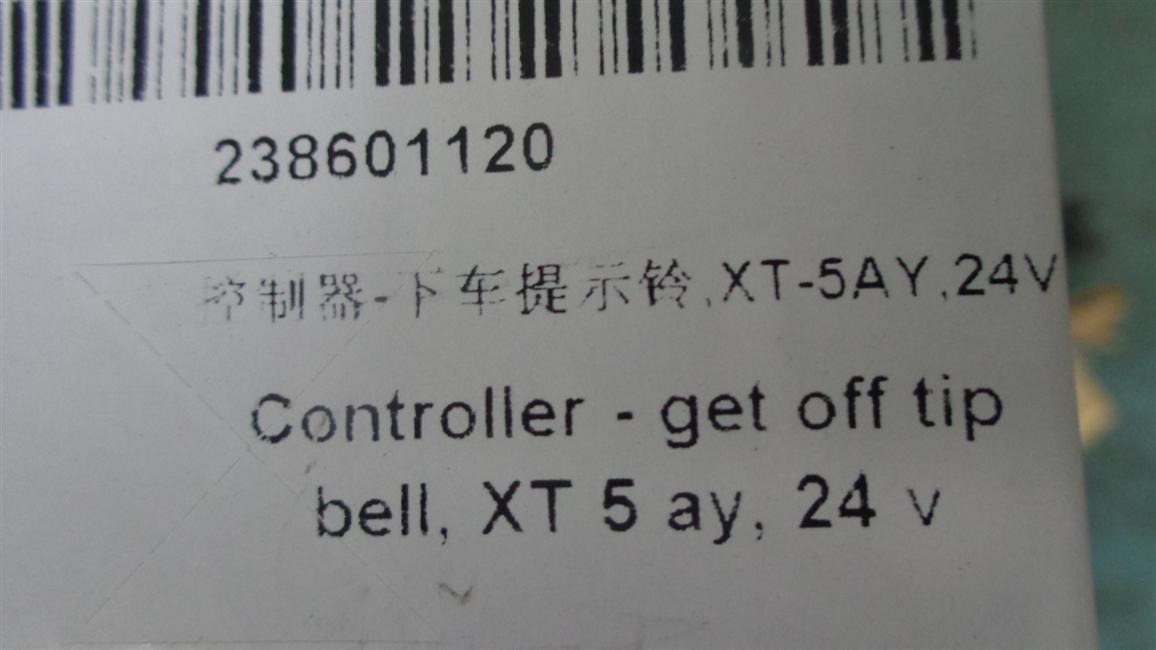 238601120
控制器-下车提示铃,XT-5AY,24V
Controller - get off tip
bell, XT 5 ay, 24 v